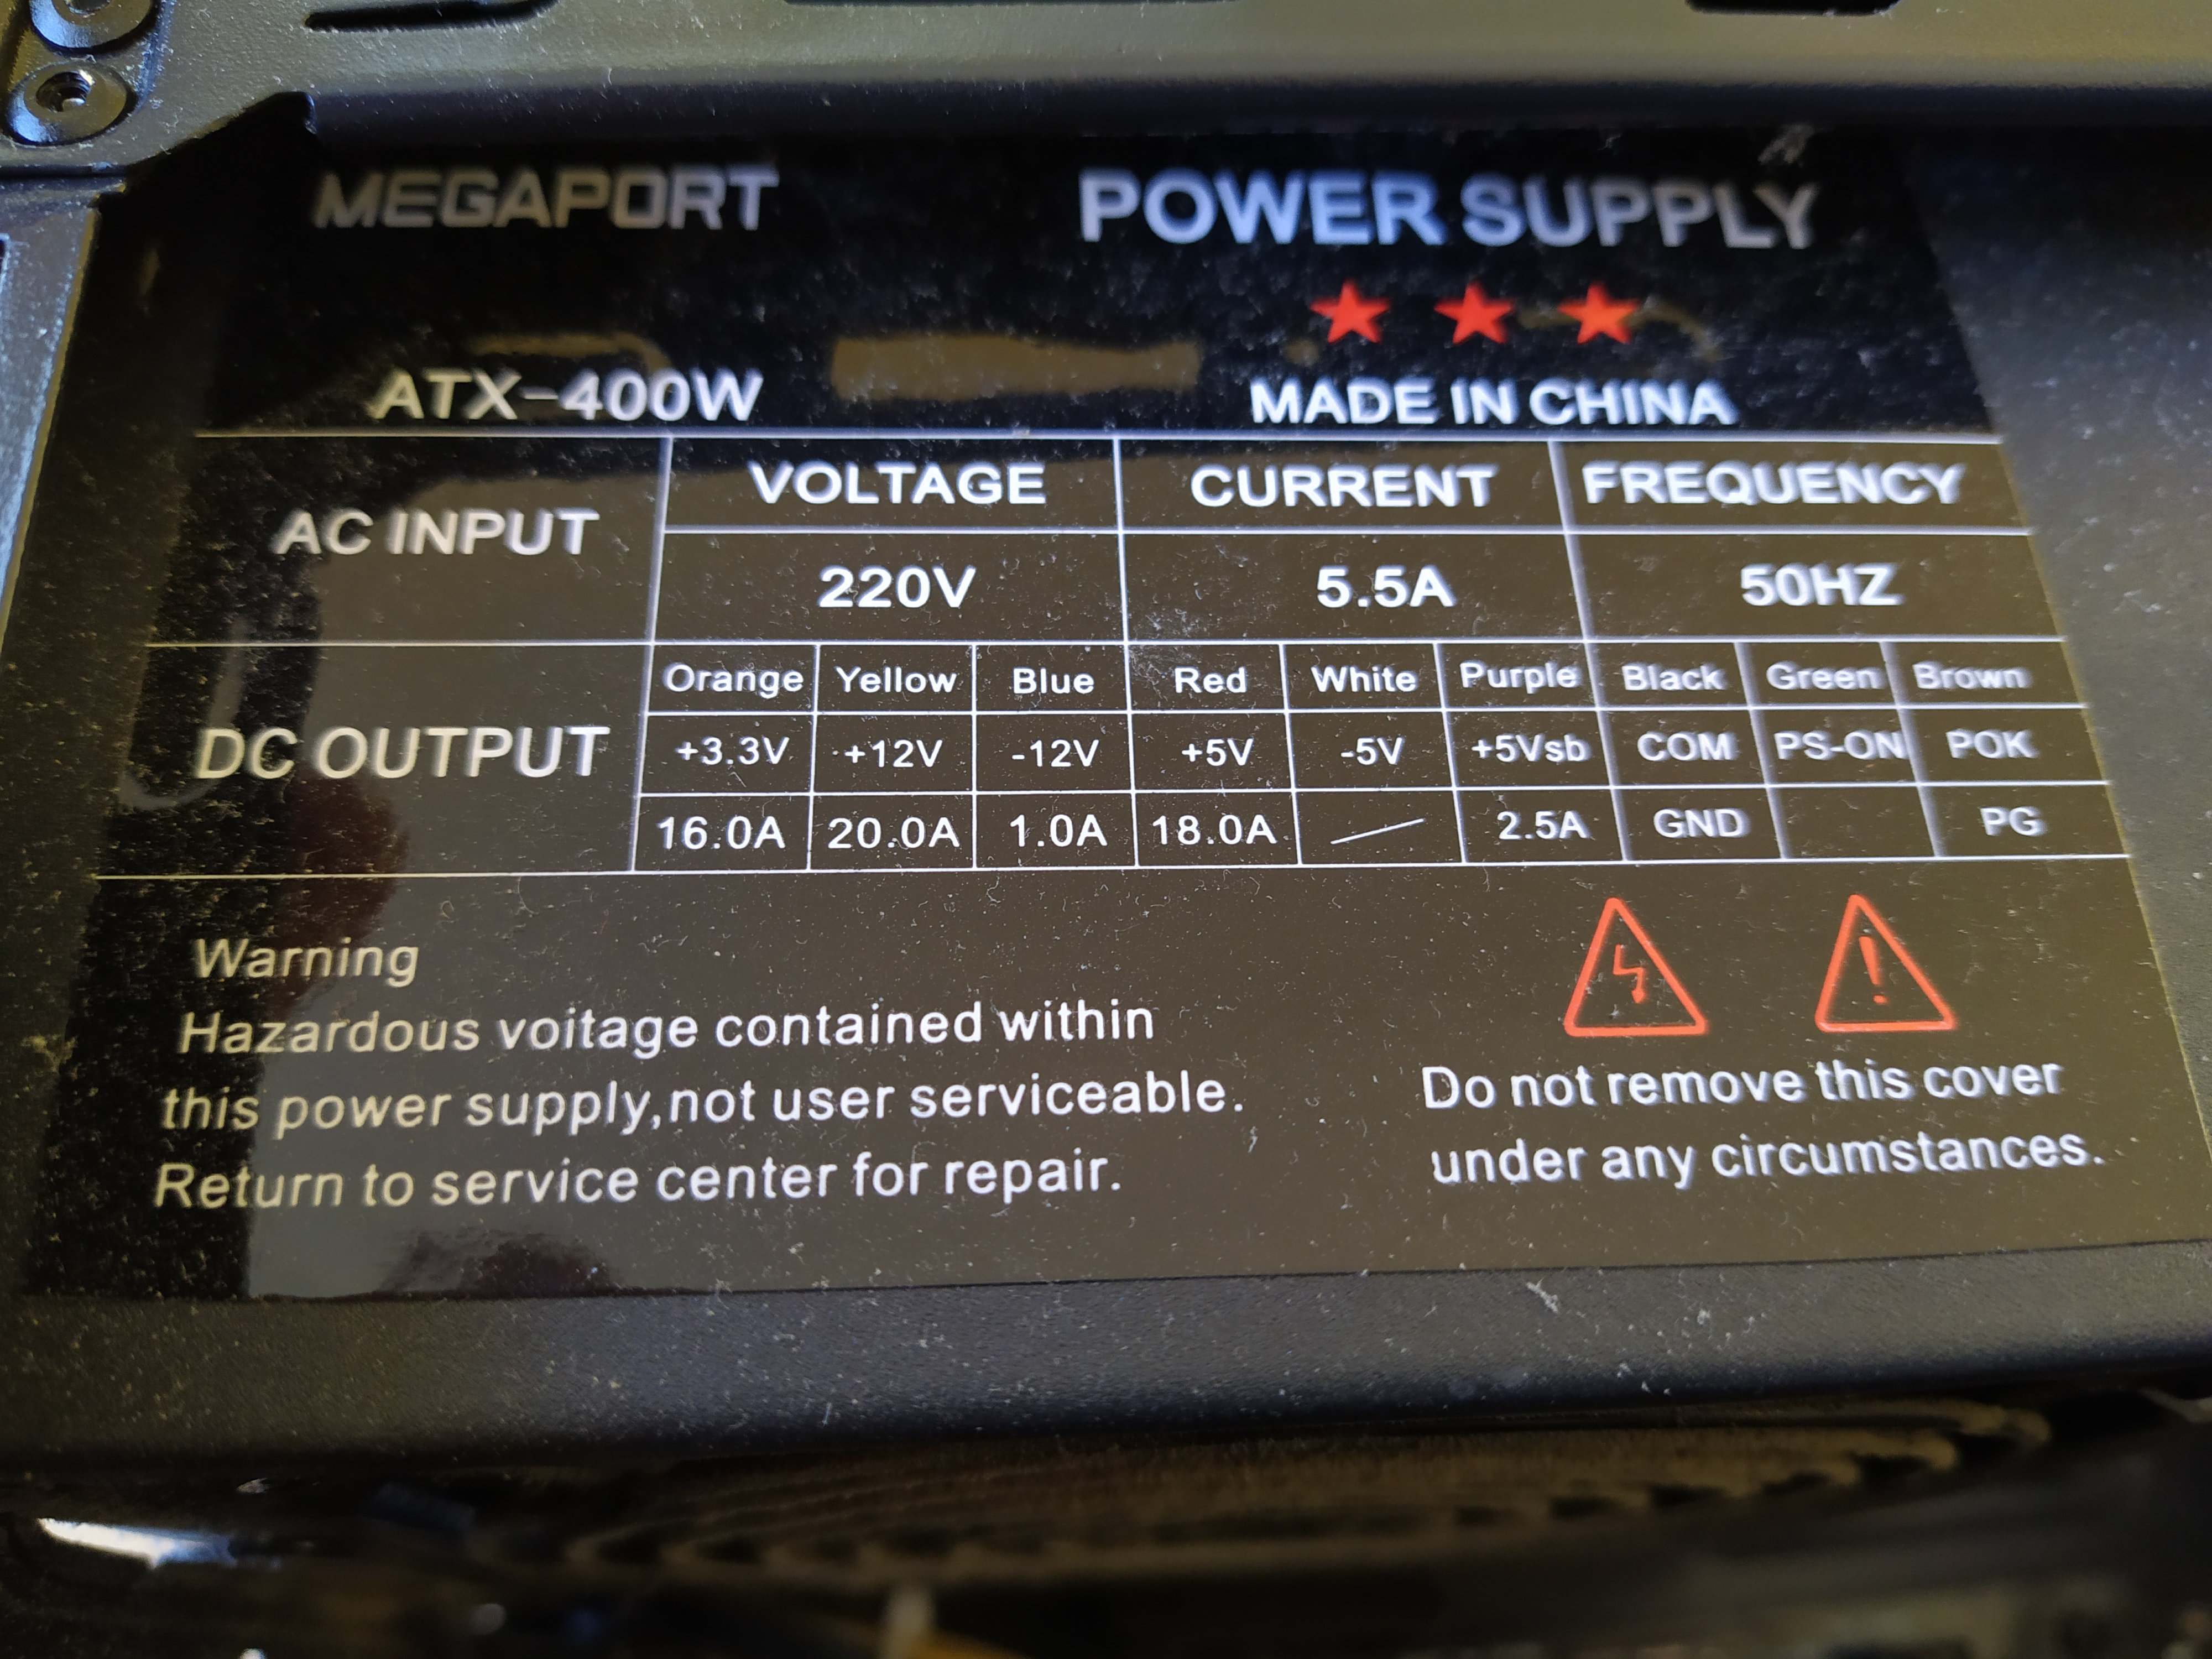 MEGAPORT POWER SUPPLY
ATX-400W MADE IN CHINA
AC INPUT VOLTAGE CURRENT FREQUENCY
220V 5.5A 50HZ
DC OUTPUT Orange Yellow Blue Red White Purple Black Green Brown
+3.3V +12V -12V +5V -5V +5Vsb COM PS-ON POK
16.0A 20.0A 1.0A 18.0A 2.5A GND PG
Warning
Hazardous voitage contained within
this power supply,not user serviceable.
Return to service center for repair.
Do not remove this cover
under any circumstances.